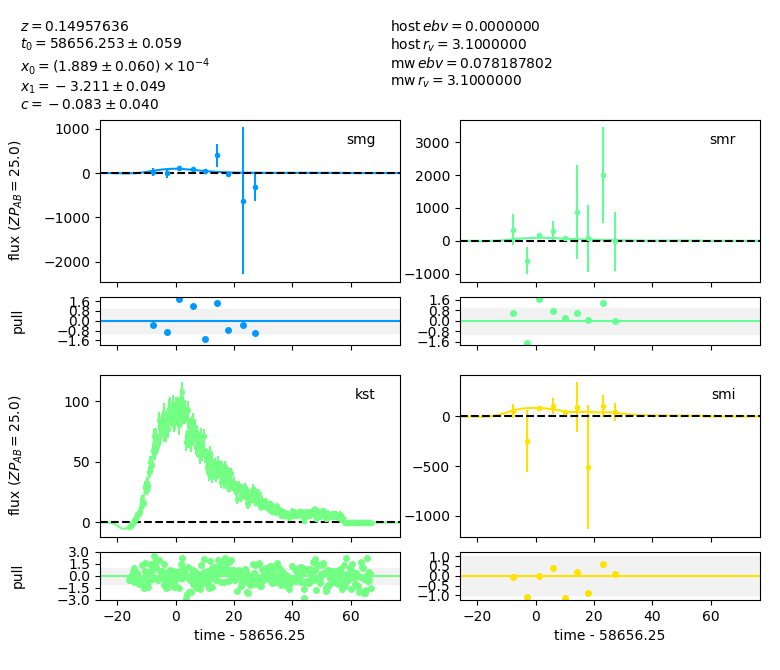 z = 0.14957636
t₀ = 58656.253 ± 0.059
x₀ = (1.889 ± 0.060) × 10⁻⁴
x₁ = −3.211 ± 0.049
c = −0.083 ± 0.040
host ebv = 0.0000000
host r_v = 3.1000000
mw ebv = 0.078187802
mw r_v = 3.1000000
flux (ZP_AB = 25.0)
1000
0
−1000
−2000
smg
3000
2000
1000
0
−1000
smr
pull
1.6
0.8
0.0
−0.8
−1.6
1.6
0.8
0.0
−0.8
−1.6
flux (ZP_AB = 25.0)
100
50
0
kst
0
−500
−1000
smi
pull
3.0
1.5
0.0
−1.5
−3.0
1.0
0.5
0.0
−0.5
−1.0
−20 0 20 40 60
−20 0 20 40 60
time - 58656.25
time - 58656.25